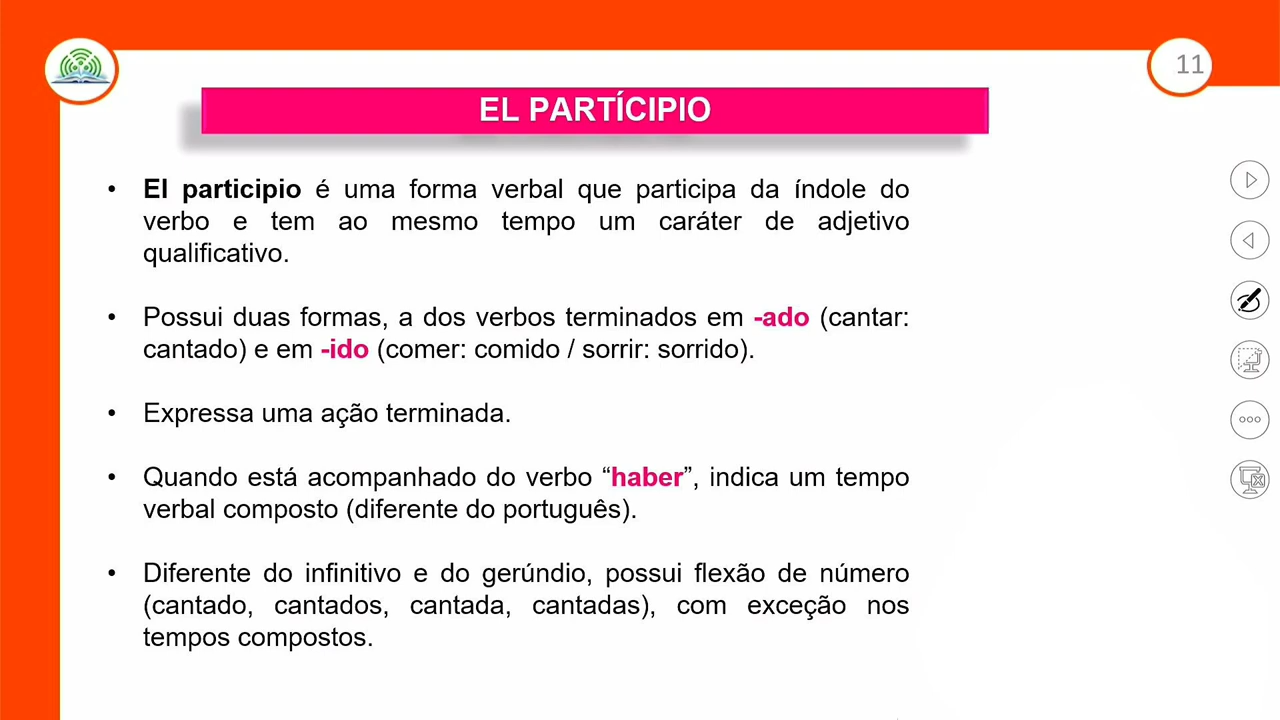 11
EL PARTÍCIPIO
• El participio é uma forma verbal que participa da índole do
verbo e tem ao mesmo tempo um caráter de adjetivo
qualificativo.
• Possui duas formas, a dos verbos terminados em -ado (cantar:
cantado) e em -ido (comer: comido / sorrir: sorrido).
• Expressa uma ação terminada.
• Quando está acompanhado do verbo “haber”, indica um tempo
verbal composto (diferente do português).
• Diferente do infinitivo e do gerúndio, possui flexão de número
(cantado, cantados, cantada, cantadas), com exceção nos
tempos compostos.